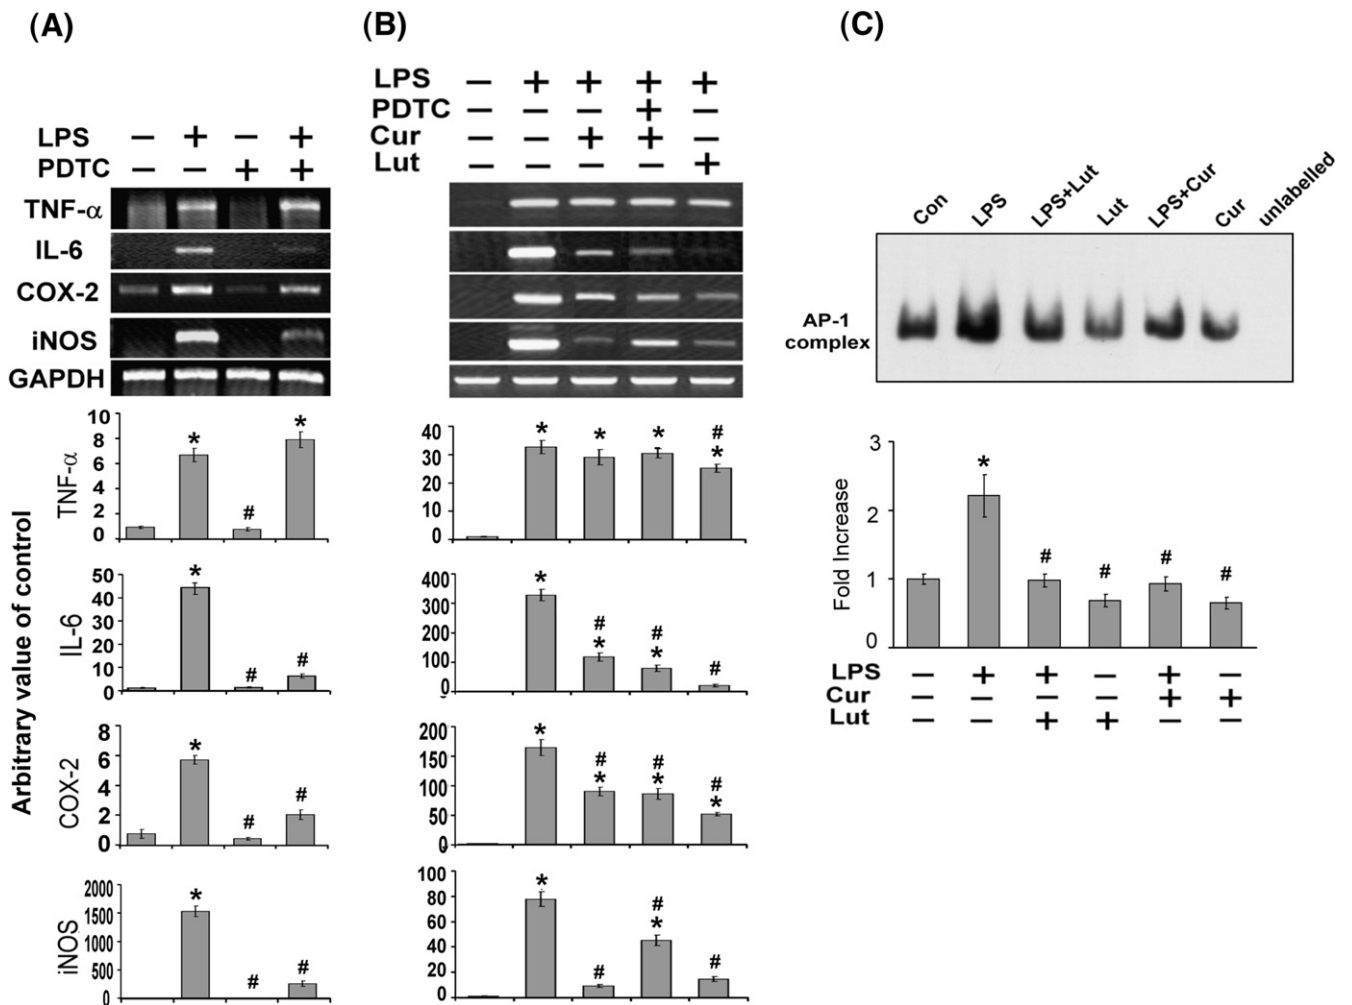 (A)
LPS − + − +
PDTC − − + +
TNF-α
IL-6
COX-2
iNOS
GAPDH
Arbitrary value of control
TNF-α
10
8
6
4
2
0
* # *
IL-6
50
40
30
20
10
0
* # #
COX-2
8
6
4
2
0
* # #
iNOS
2000
1500
1000
500
0
* # #
(B)
LPS − + + + +
PDTC − − − + −
Cur − − + + −
Lut − − − − +
40
30
20
10
0
* * * # *
400
300
200
100
0
* # * # * #
200
150
100
50
0
* # * # * # *
100
80
60
40
20
0
* # # * #
(C)
Con LPS LPS+Lut Lut LPS+Cur Cur unlabelled
AP-1
complex
Fold Increase
3
2
1
0
* # # # #
LPS − + + − + −
Cur − − − − + +
Lut − − + + − −